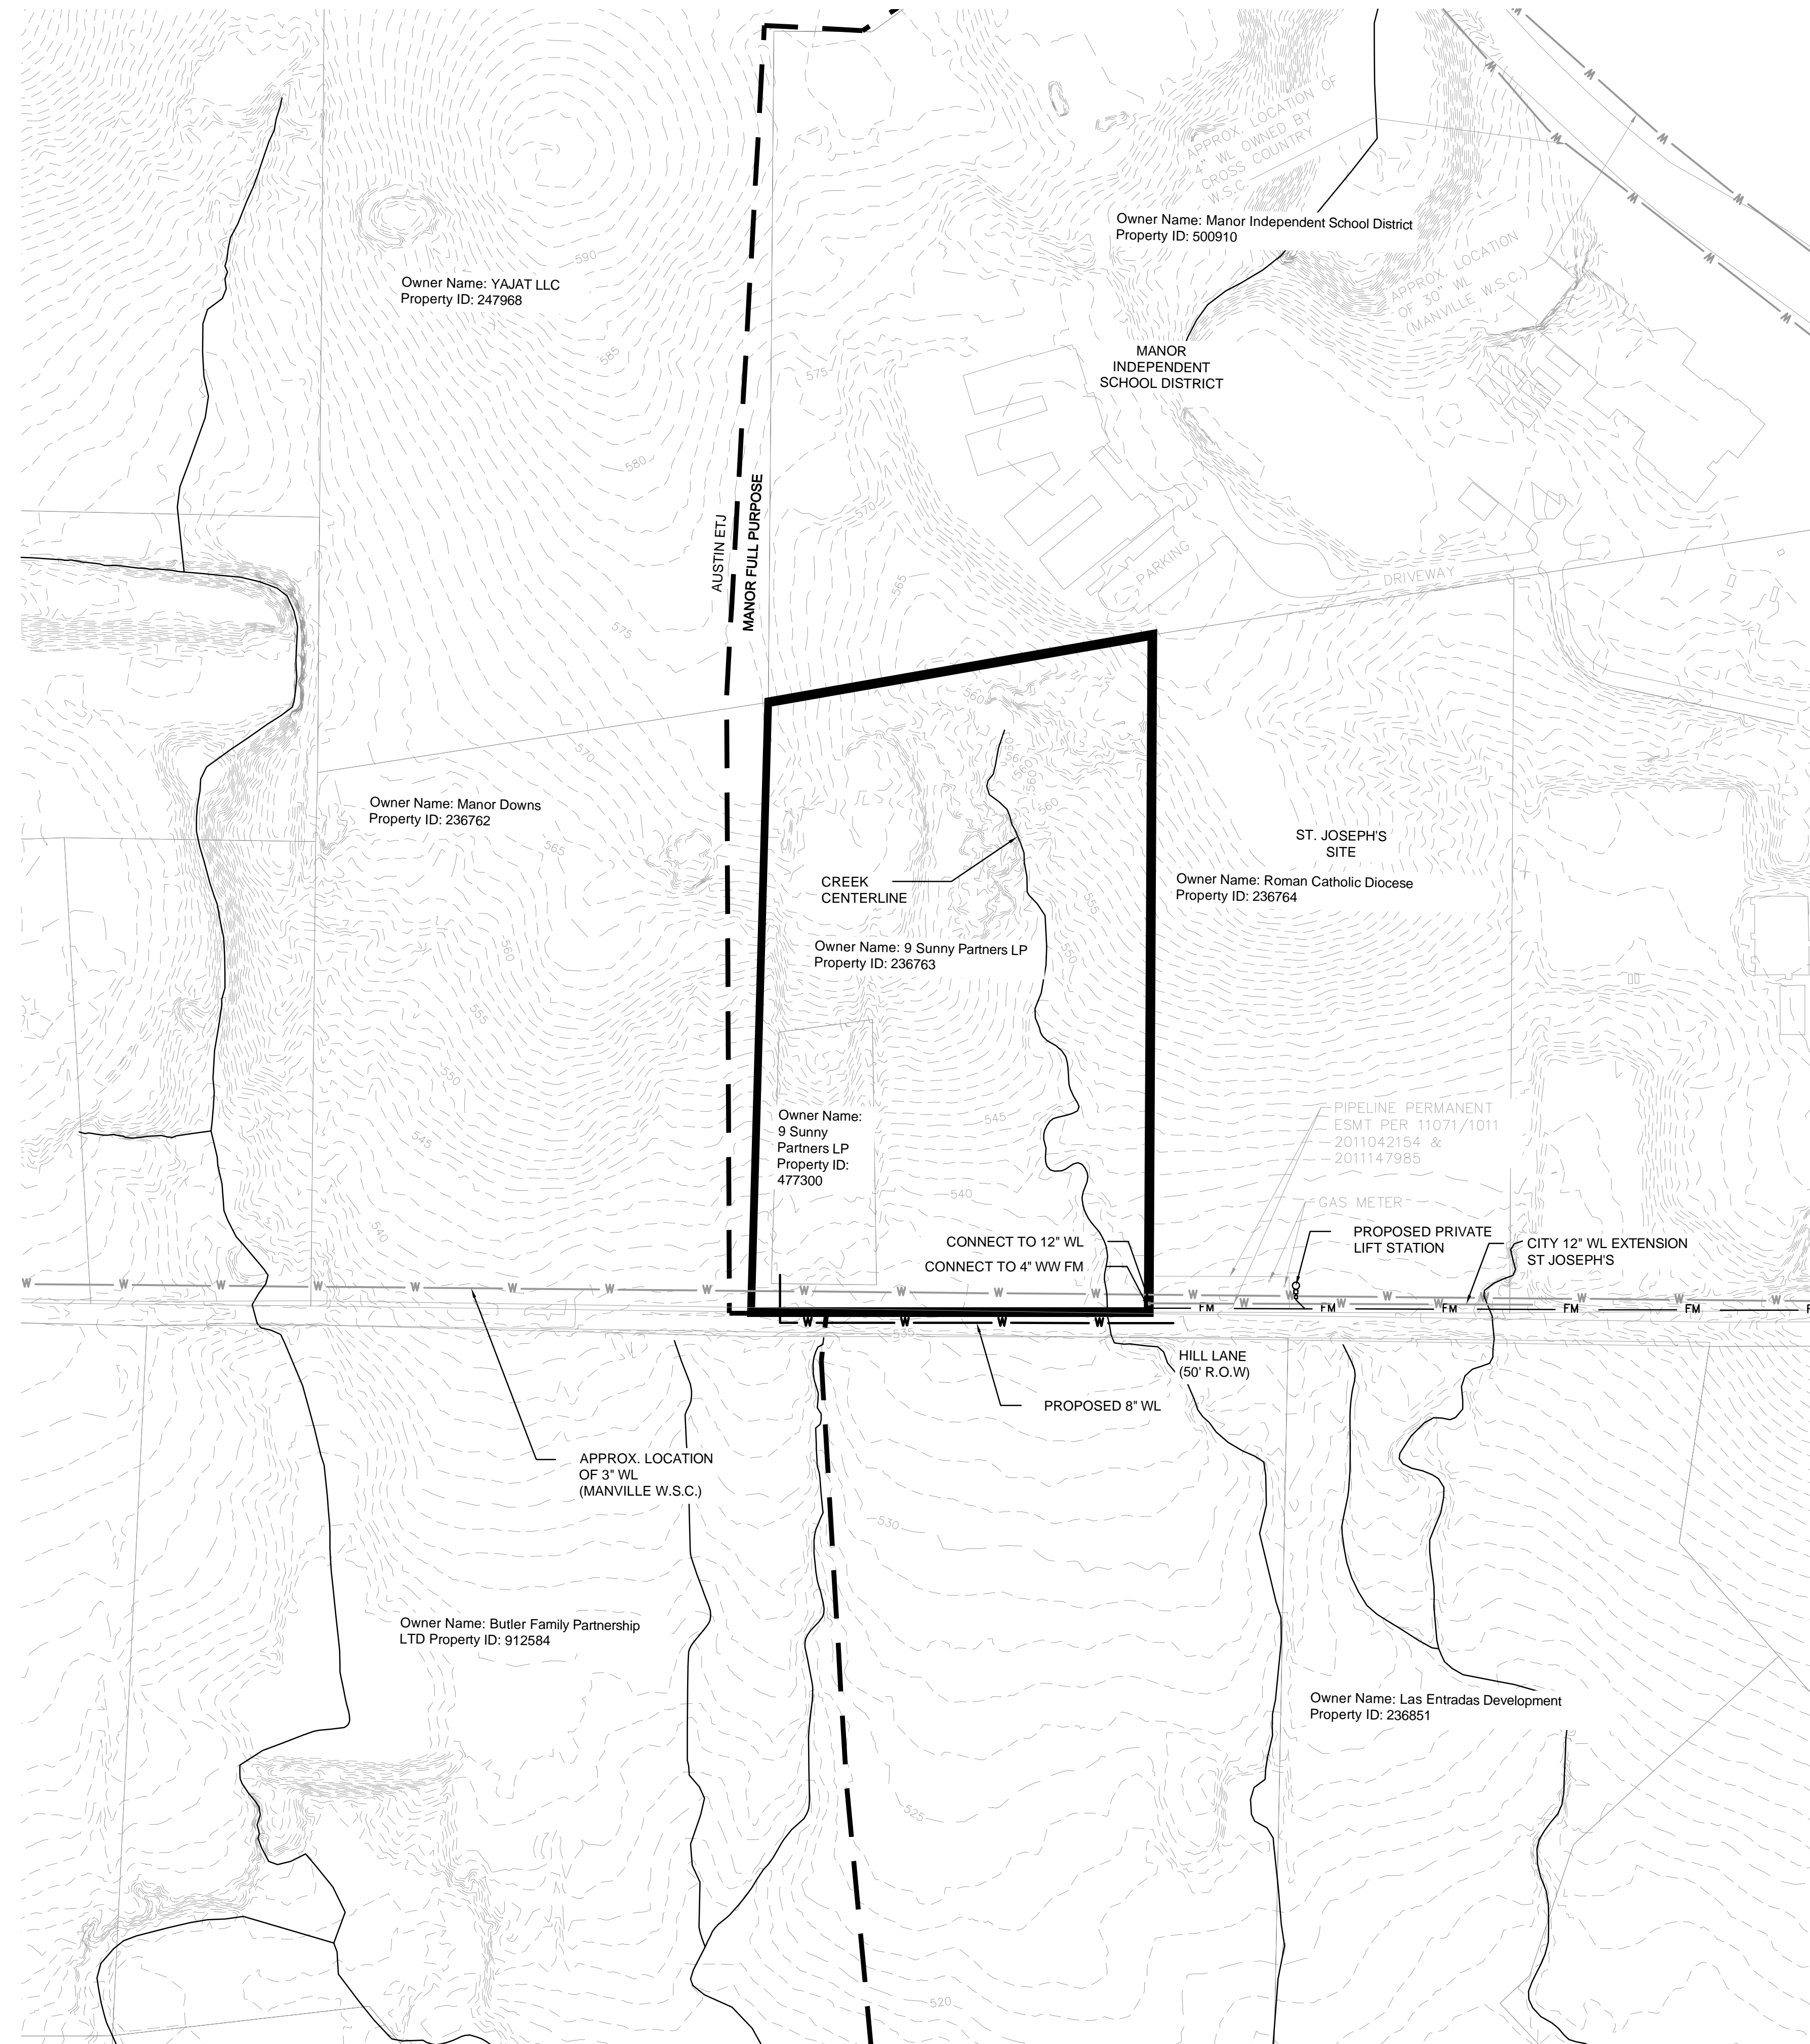 APPROX. LOCATION OF
4" WL OWNED BY
CROSS COUNTRY
W.S.C.
Owner Name: Manor Independent School District
Property ID: 500910
APPROX. LOCATION
OF 30" WL
(MANVILLE W.S.C.)
590
Owner Name: YAJAT LLC
Property ID: 247968
MANOR
INDEPENDENT
SCHOOL DISTRICT
585
575
580
570
AUSTIN ETJ
MANOR FULL PURPOSE
PARKING
DRIVEWAY
565
575
560
570
560
Owner Name: Manor Downs
Property ID: 236762
565
ST. JOSEPH'S
SITE
CREEK
CENTERLINE
Owner Name: Roman Catholic Diocese
Property ID: 236764
555
Owner Name: 9 Sunny Partners LP
Property ID: 236763
560
550
555
550
Owner Name:
9 Sunny
Partners LP
Property ID:
477300
545
545
PIPELINE PERMANENT
ESMT PER 11071/1011
2011042154 &
2011147985
540
540
GAS METER
CONNECT TO 12" WL
CONNECT TO 4" WW FM
PROPOSED PRIVATE
LIFT STATION
CITY 12" WL EXTENSION
ST JOSEPH'S
W W W W W W W W W W W W W W W W W W W
W W W
FM FM FM FM FM
W W W W
535
HILL LANE
(50' R.O.W)
PROPOSED 8" WL
APPROX. LOCATION
OF 3" WL
(MANVILLE W.S.C.)
530
Owner Name: Butler Family Partnership
LTD Property ID: 912584
Owner Name: Las Entradas Development
Property ID: 236851
525
520